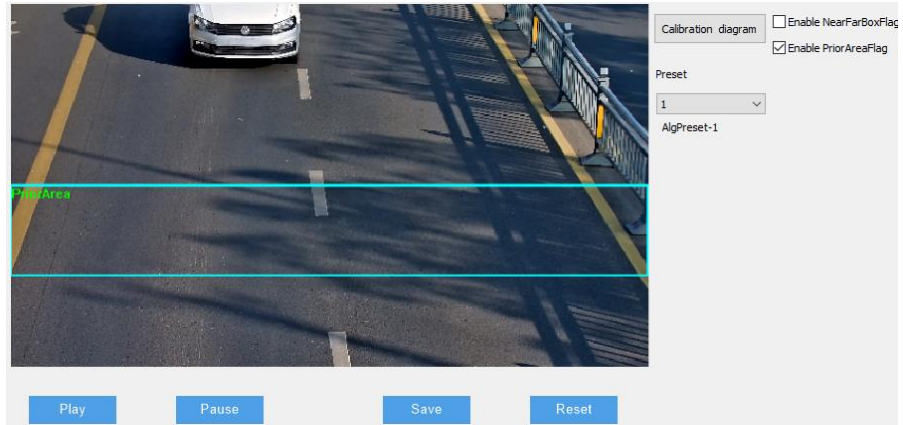 Calibration diagram
Enable NearFarBoxFlag
Enable PriorAreaFlag
Preset
1
AlgPreset-1
PriorArea
Play
Pause
Save
Reset